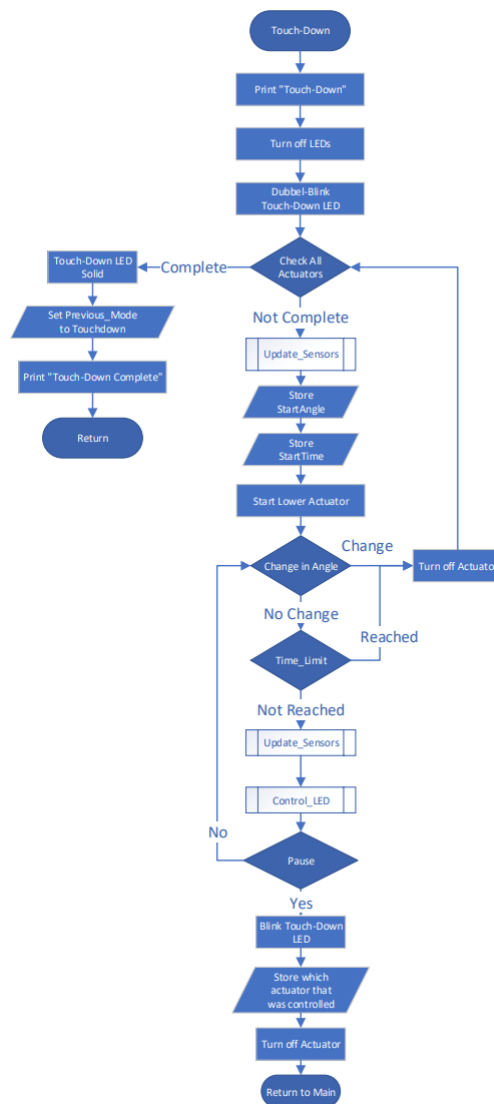 Touch-Down
Print "Touch-Down"
Turn off LEDs
Dubbel-Blink
Touch-Down LED
Check All
Actuators
Complete
Touch-Down LED
Solid
Set Previous_Mode
to Touchdown
Print "Touch-Down Complete"
Return
Not Complete
Update_Sensors
Store
StartAngle
Store
StartTime
Start Lower Actuator
Change in Angle
Change
Turn off Actuator
No Change
Reached
Time_Limit
Not Reached
Update_Sensors
Control_LED
No
Pause
Yes
Blink Touch-Down
LED
Store which
actuator that
was controlled
Turn off Actuator
Return to Main